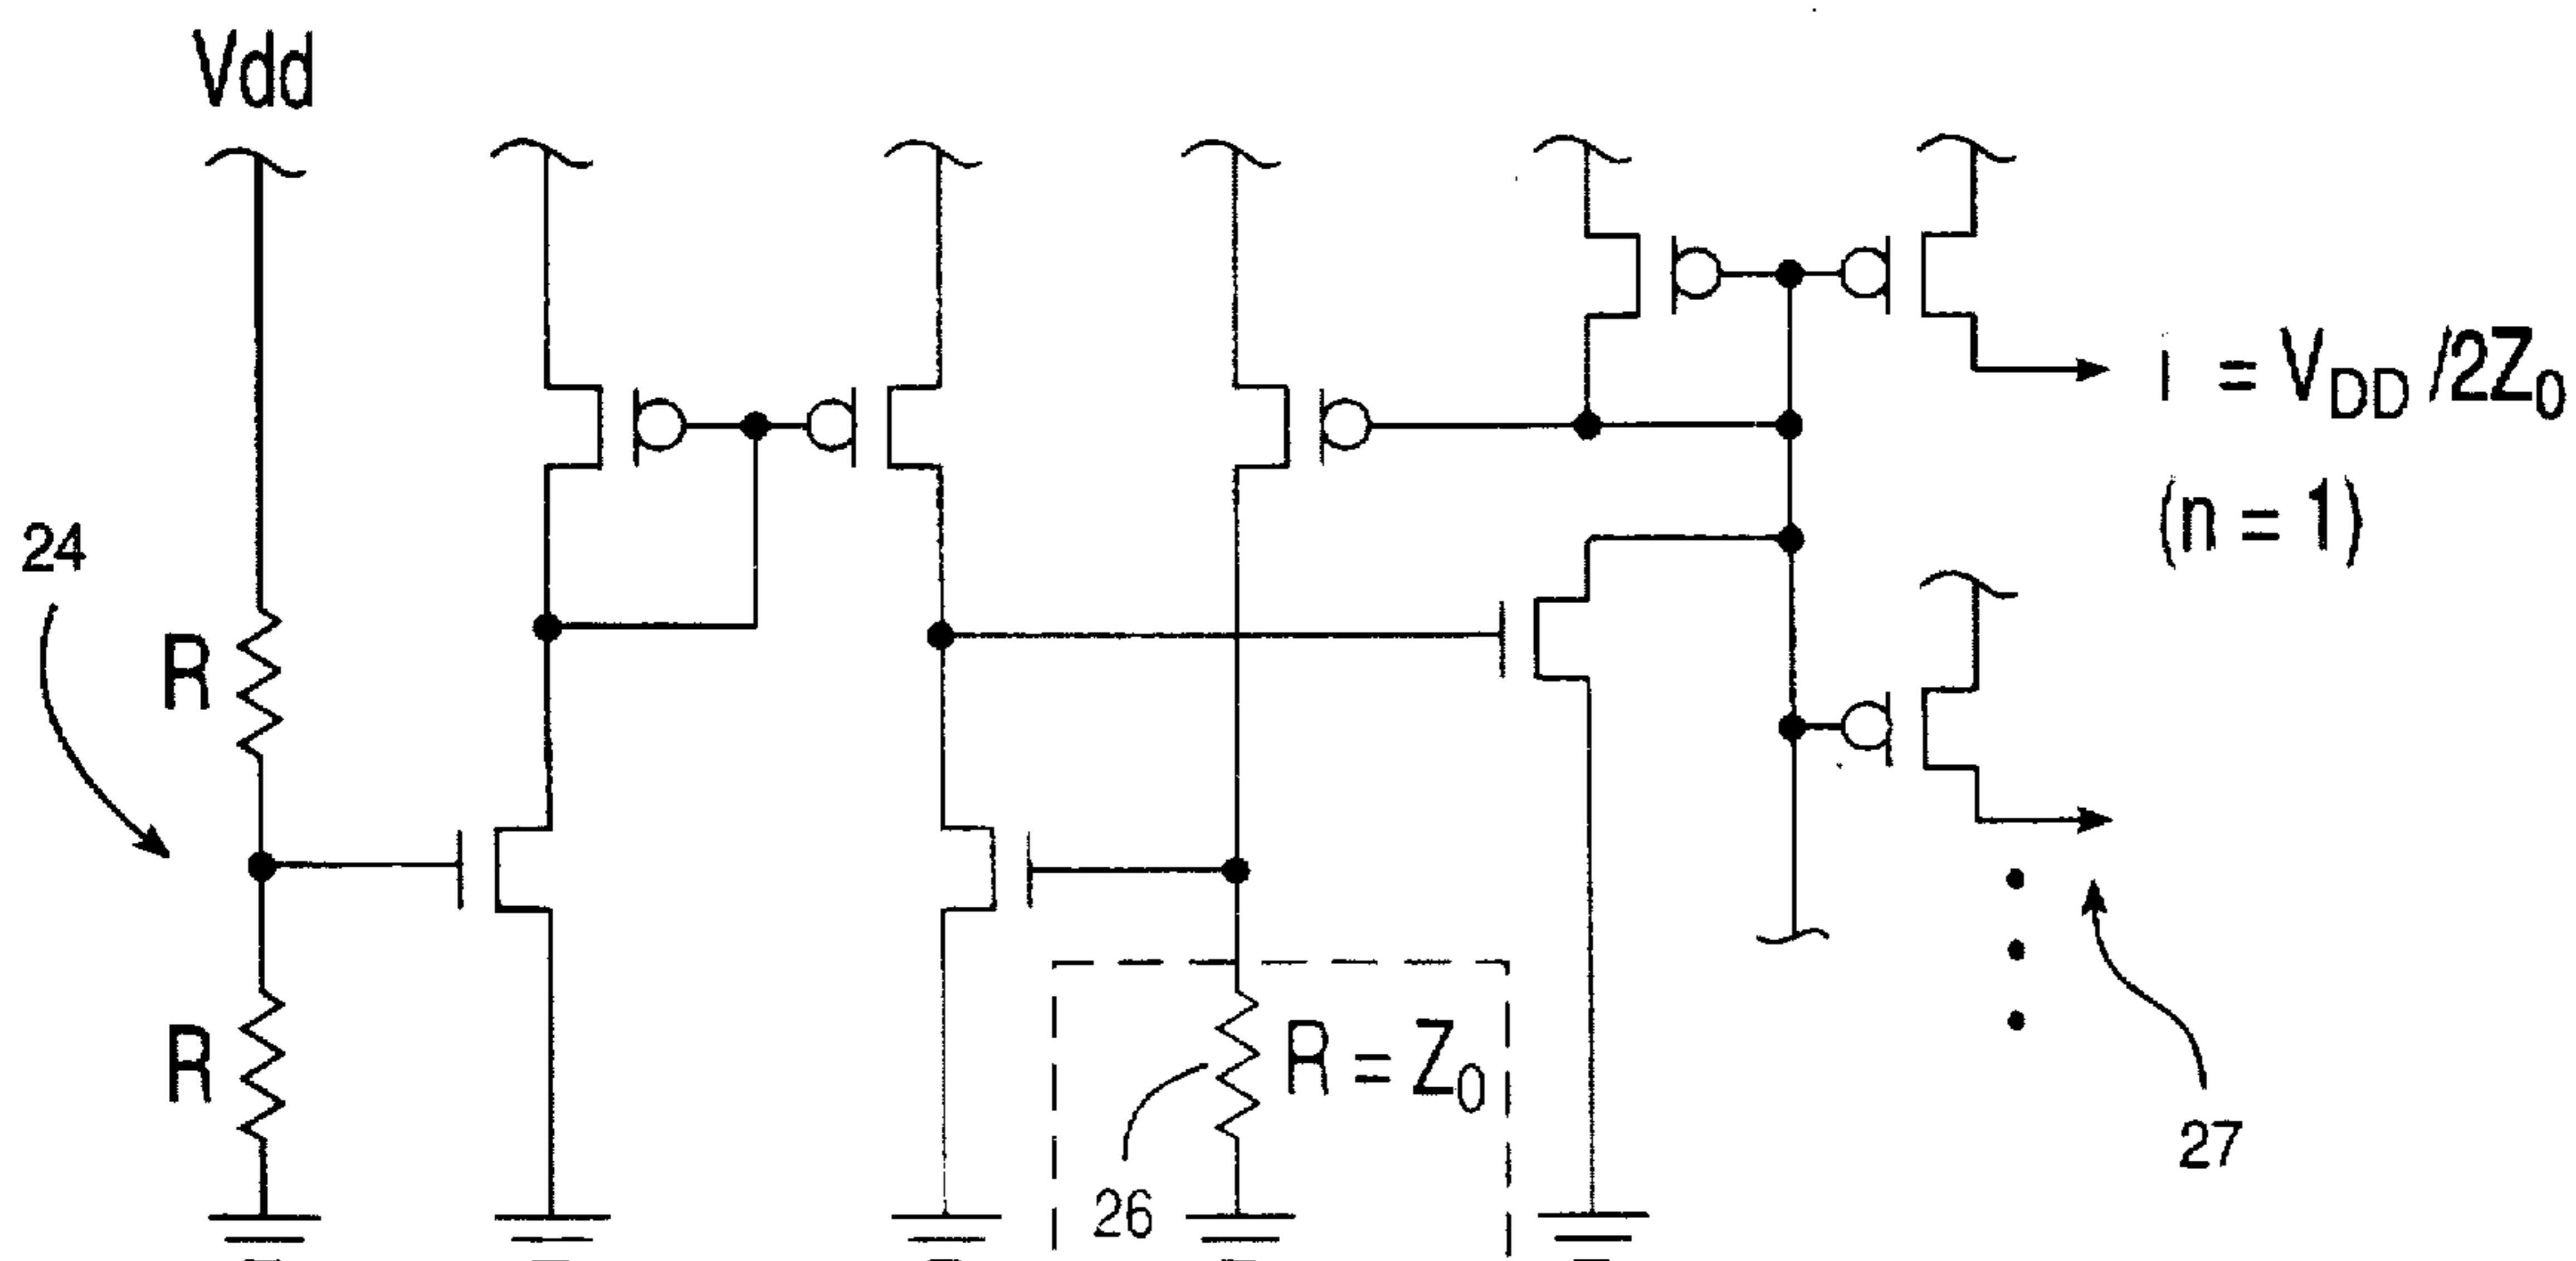 Vdd
i = V_DD /2Z_0
(n = 1)
24
R
R
R = Z_0
26
27